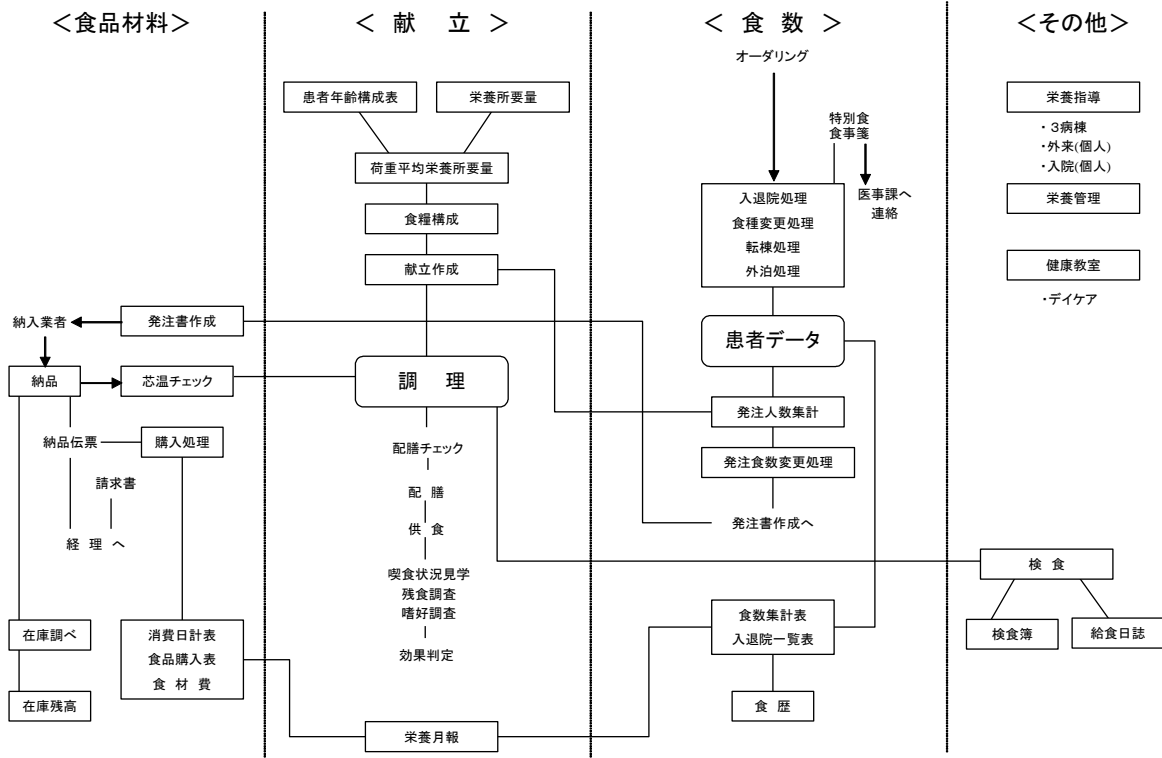 ＜食品材料＞
納入業者
発注書作成
納品
芯温チェック
納品伝票
購入処理
請求書
経 理 へ
在庫調べ
消費日計表
食品購入表
食 材 費
在庫残高
＜ 献 立 ＞
患者年齢構成表
栄養所要量
荷重平均栄養所要量
食糧構成
献立作成
調 理
配膳チェック
配 膳
供 食
喫食状況見学
残食調査
嗜好調査
効果判定
栄養月報
＜ 食 数 ＞
オーダリング
特別食
食事箋
医事課へ
連絡
入退院処理
食種変更処理
転棟処理
外泊処理
患者データ
発注人数集計
発注食数変更処理
発注書作成へ
食数集計表
入退院一覧表
食 歴
＜その他＞
栄養指導
・３病棟
・外来(個人)
・入院(個人)
栄養管理
健康教室
・デイケア
検 食
検食簿
給食日誌